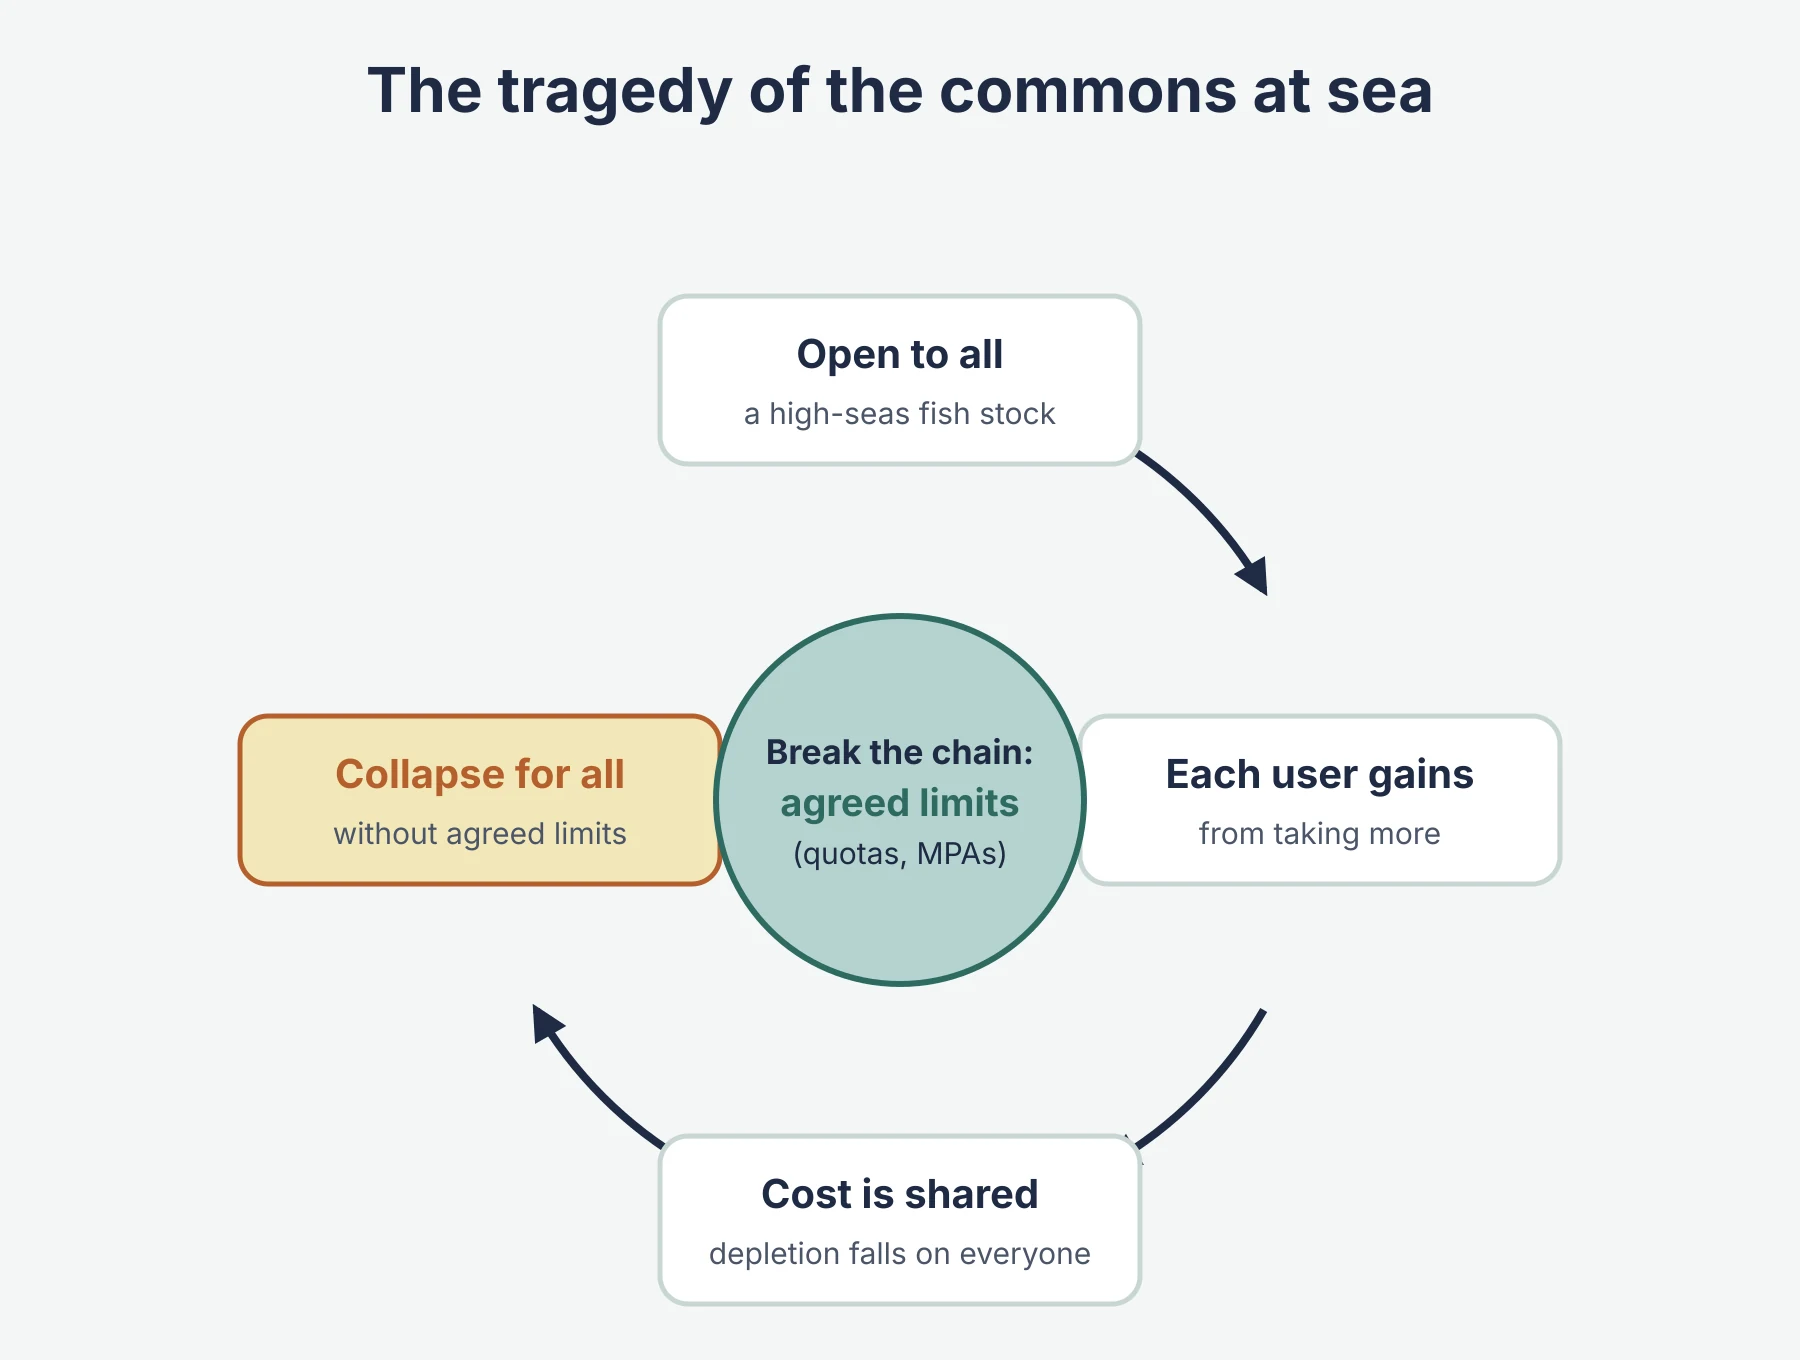 The tragedy of the commons at sea
Open to all
a high-seas fish stock
Collapse for all
without agreed limits
Break the chain:
agreed limits
(quotas, MPAs)
Each user gains
from taking more
Cost is shared
depletion falls on everyone